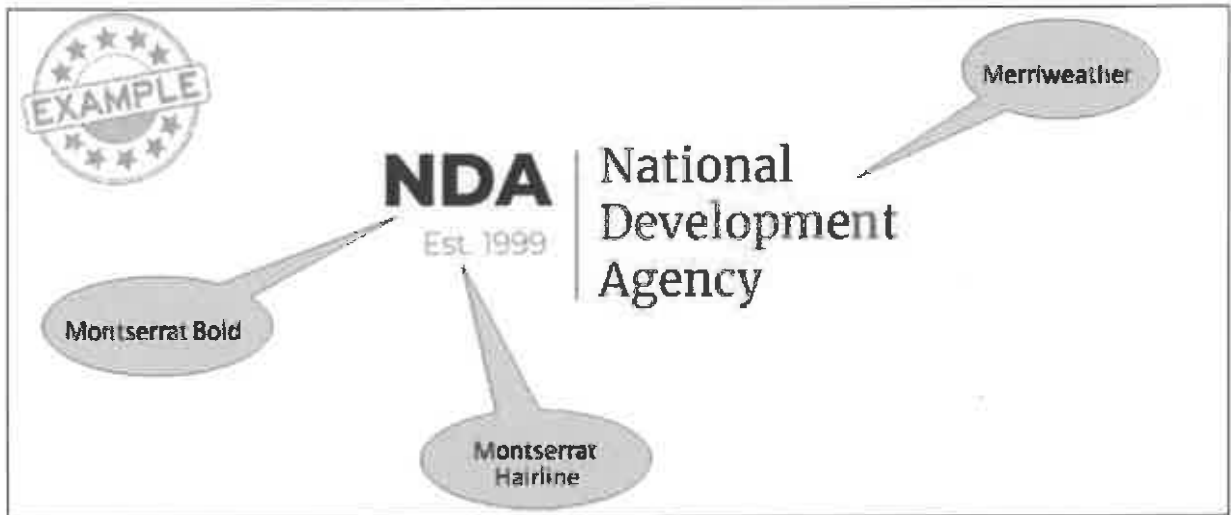 EXAMPLE
Merriweather
NDA
Est. 1999
National
Development
Agency
Montserrat Bold
Montserrat
Hairline